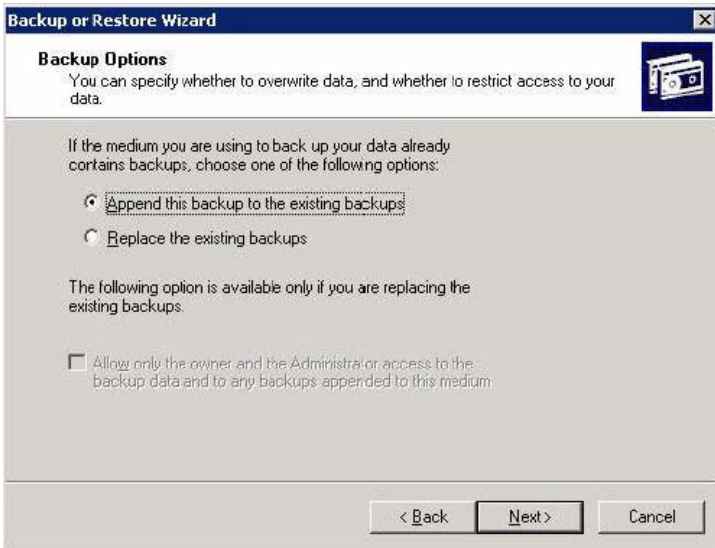 Backup or Restore Wizard
Backup Options
You can specify whether to overwrite data, and whether to restrict access to your
data.
If the medium you are using to back up your data already
contains backups, choose one of the following options:
Append this backup to the existing backups
Replace the existing backups
The following option is available only if you are replacing the
existing backups.
Allow only the owner and the Administrator access to the
backup data and to any backups appended to this medium
< Back
Next >
Cancel